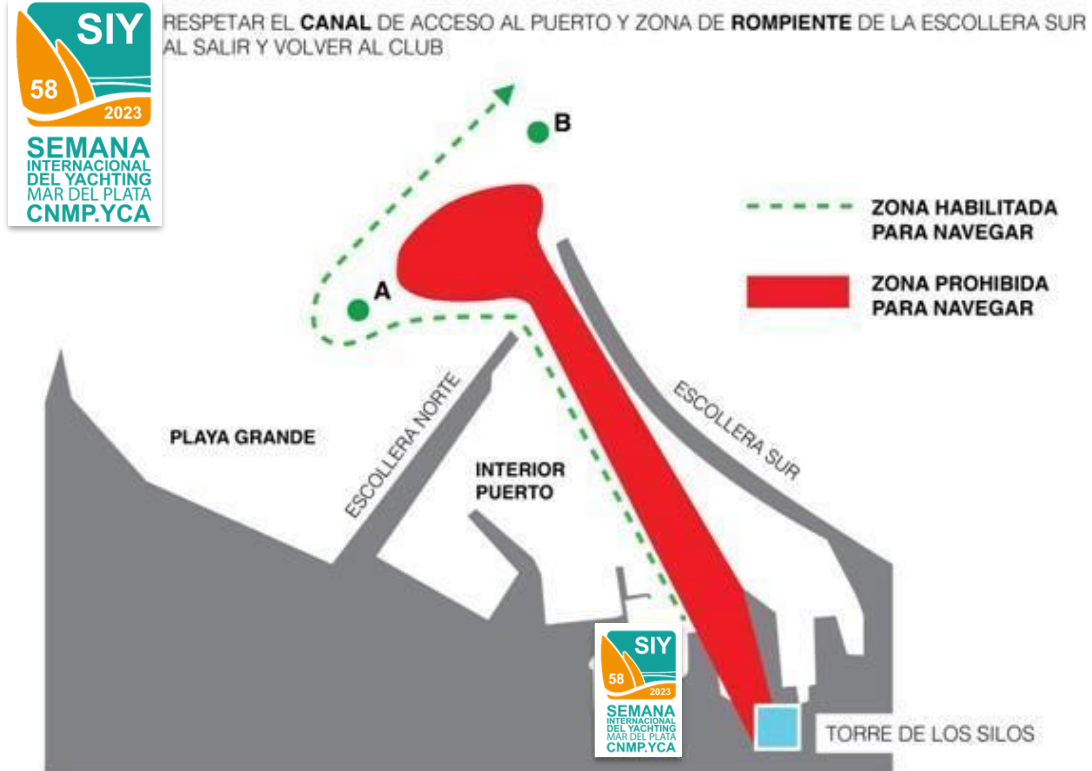 RESPETAR EL CANAL DE ACCESO AL PUERTO Y ZONA DE ROMPIENTE DE LA ESCOLLERA SUR
AL SALIR Y VOLVER AL CLUB
SIY
58
2023
SEMANA
INTERNACIONAL
DEL YACHTING
MAR DEL PLATA
CNMP.YCA
B
A
ZONA HABILITADA
PARA NAVEGAR
ZONA PROHIBIDA
PARA NAVEGAR
PLAYA GRANDE
ESCOLLERA NORTE
INTERIOR
PUERTO
ESCOLLERA SUR
SIY
58
2023
SEMANA
INTERNACIONAL
DEL YACHTING
MAR DEL PLATA
CNMP.YCA
TORRE DE LOS SILOS